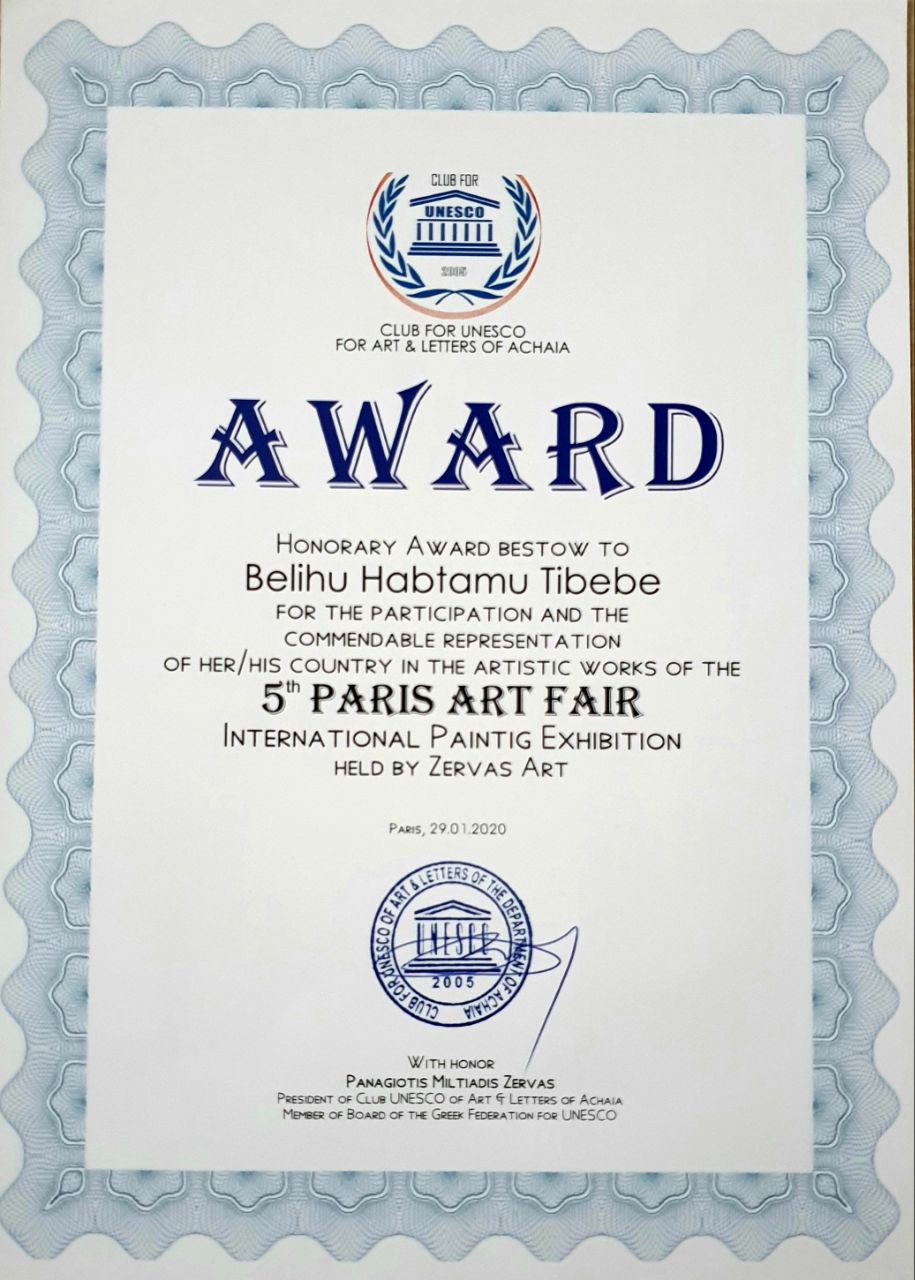 CLUB FOR
UNESCO
2005
CLUB FOR UNESCO
FOR ART & LETTERS OF ACHAIA
AWARD
HONORARY AWARD BESTOW TO
Belihu Habtamu Tibebe
FOR THE PARTICIPATION AND THE
COMMENDABLE REPRESENTATION
OF HER/HIS COUNTRY IN THE ARTISTIC WORKS OF THE
5th PARIS ART FAIR
INTERNATIONAL PAINTIG EXHIBITION
HELD BY ZERVAS ART
PARIS, 29.01.2020
CLUB FOR UNESCO OF ART & LETTERS OF THE DEPARTMENT OF ACHAIA
UNESCO
2005
WITH HONOR
PANAGIOTIS MILTIADIS ZERVAS
PRESIDENT OF CLUB UNESCO OF ART & LETTERS OF ACHAIA
MEMBER OF BOARD OF THE GREEK FEDERATION FOR UNESCO